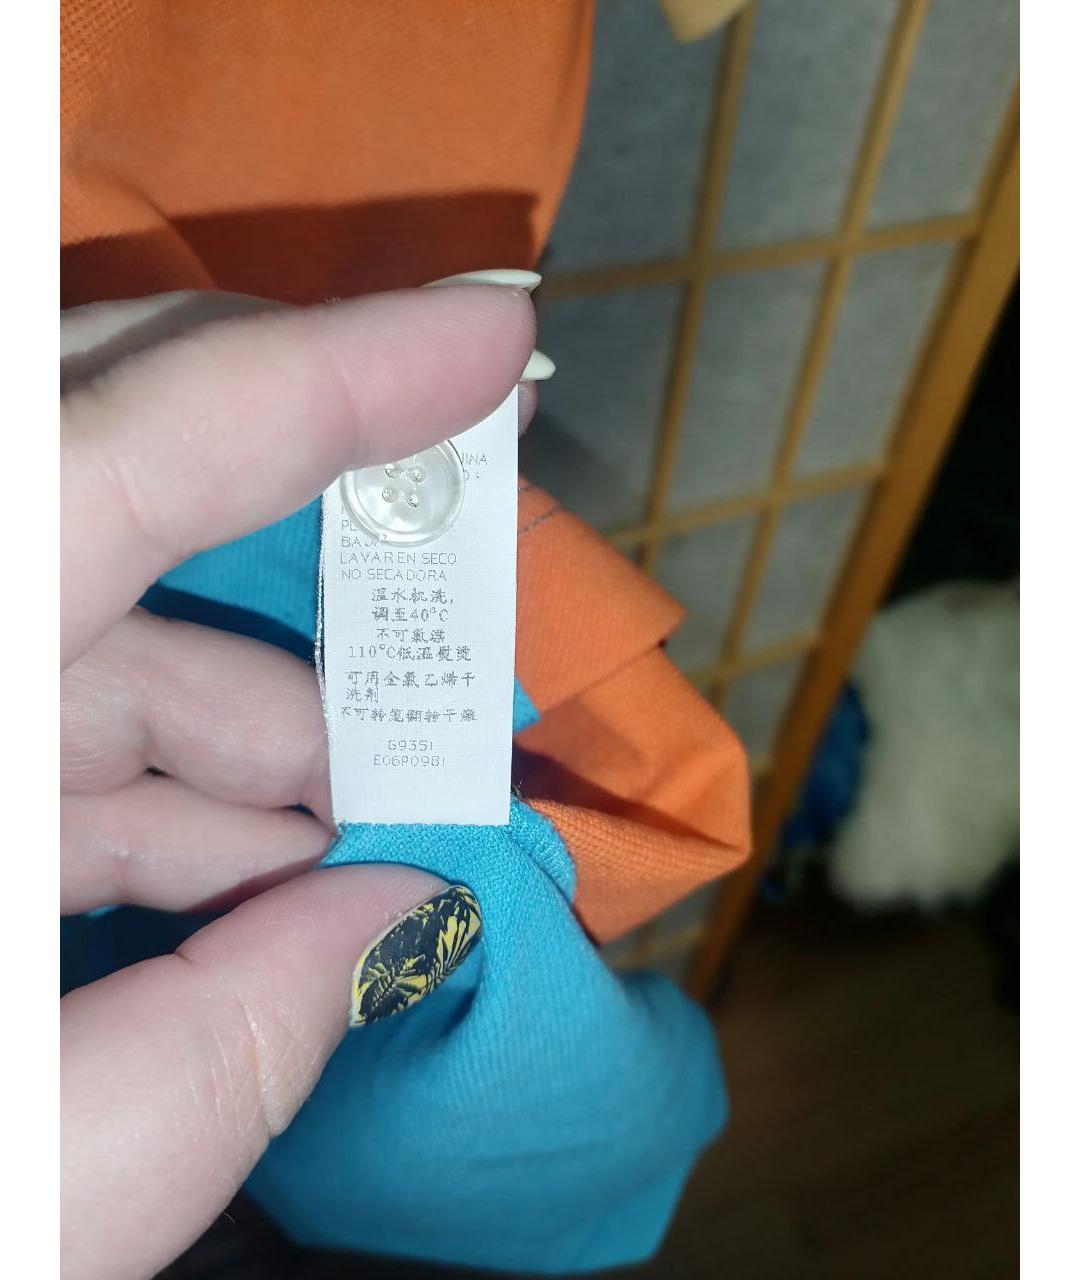 BAJA
LAVAR EN SECO
NO SECADORA
温水机洗,
调至40°C
不可氯漂
110°C低温熨烫
可用全氯乙烯干
洗剂
不可转笼翻转干燥
G9351
E06P0981